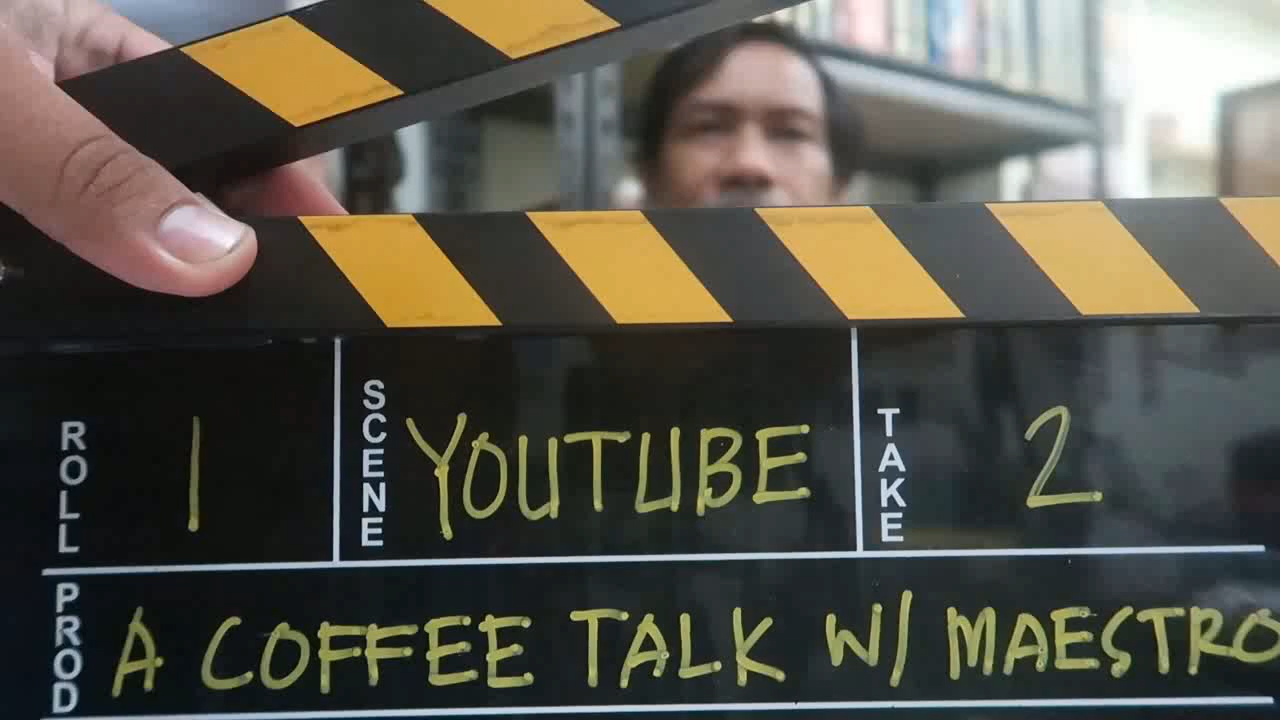 ROLL 1 SCENE YOUTUBE TAKE 2
PROD A COFFEE TALK W/ MAESTRO